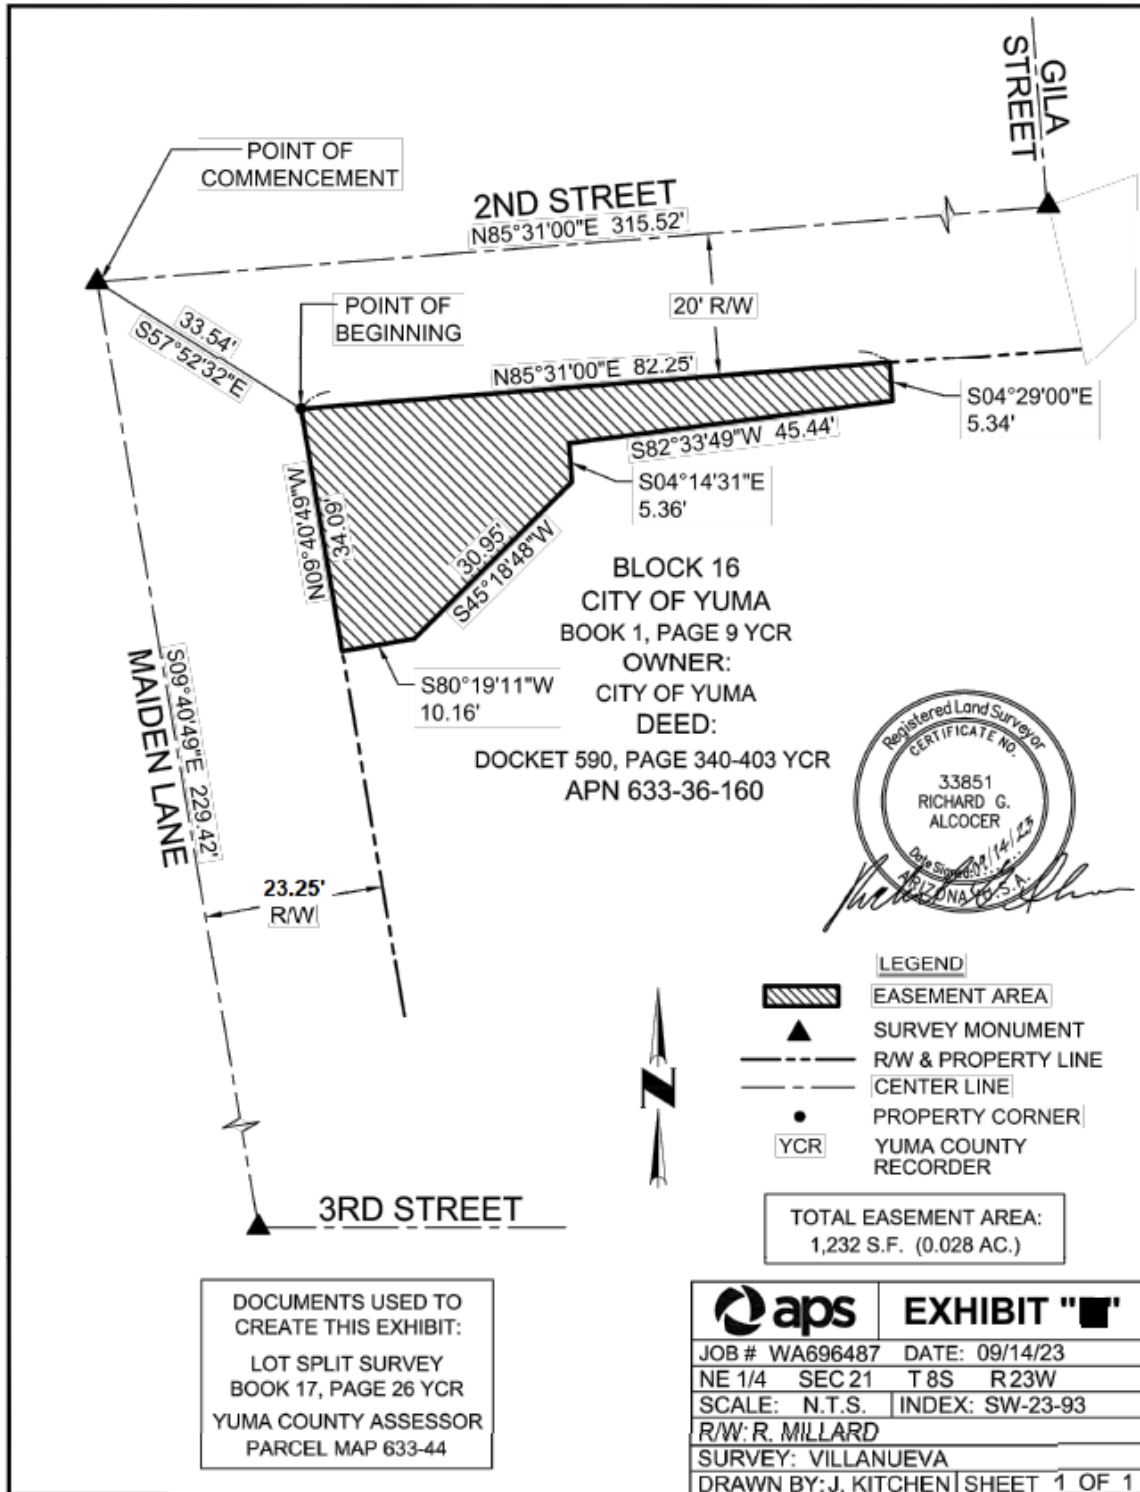 GILA
STREET
POINT OF
COMMENCEMENT
2ND STREET
N85°31'00"E 315.52'
20' R/W
POINT OF
BEGINNING
33.54'
S57°52'32"E
N85°31'00"E 82.25'
S04°29'00"E
5.34'
S82°33'49"W 45.44'
S04°14'31"E
5.36'
N09°40'49"W
34.09'
30.95'
S45°18'48"W
S80°19'11"W
10.16'
BLOCK 16
CITY OF YUMA
BOOK 1, PAGE 9 YCR
OWNER:
CITY OF YUMA
DEED:
DOCKET 590, PAGE 340-403 YCR
APN 633-36-160
MAIDEN LANE
S09°40'49"E 229.42'
23.25'
R/W
Registered Land Surveyor
CERTIFICATE NO.
33851
RICHARD G.
ALCOCER
Date Signed: 09/14/23
ARIZONA U.S.A.
LEGEND
EASEMENT AREA
SURVEY MONUMENT
R/W & PROPERTY LINE
CENTER LINE
PROPERTY CORNER
YCR YUMA COUNTY
RECORDER
N
3RD STREET
TOTAL EASEMENT AREA:
1,232 S.F. (0.028 AC.)
DOCUMENTS USED TO
CREATE THIS EXHIBIT:
LOT SPLIT SURVEY
BOOK 17, PAGE 26 YCR
YUMA COUNTY ASSESSOR
PARCEL MAP 633-44
aps EXHIBIT " "
JOB # WA696487 DATE: 09/14/23
NE 1/4 SEC 21 T 8S R 23W
SCALE: N.T.S. INDEX: SW-23-93
R/W: R. MILLARD
SURVEY: VILLANUEVA
DRAWN BY: J. KITCHEN SHEET 1 OF 1